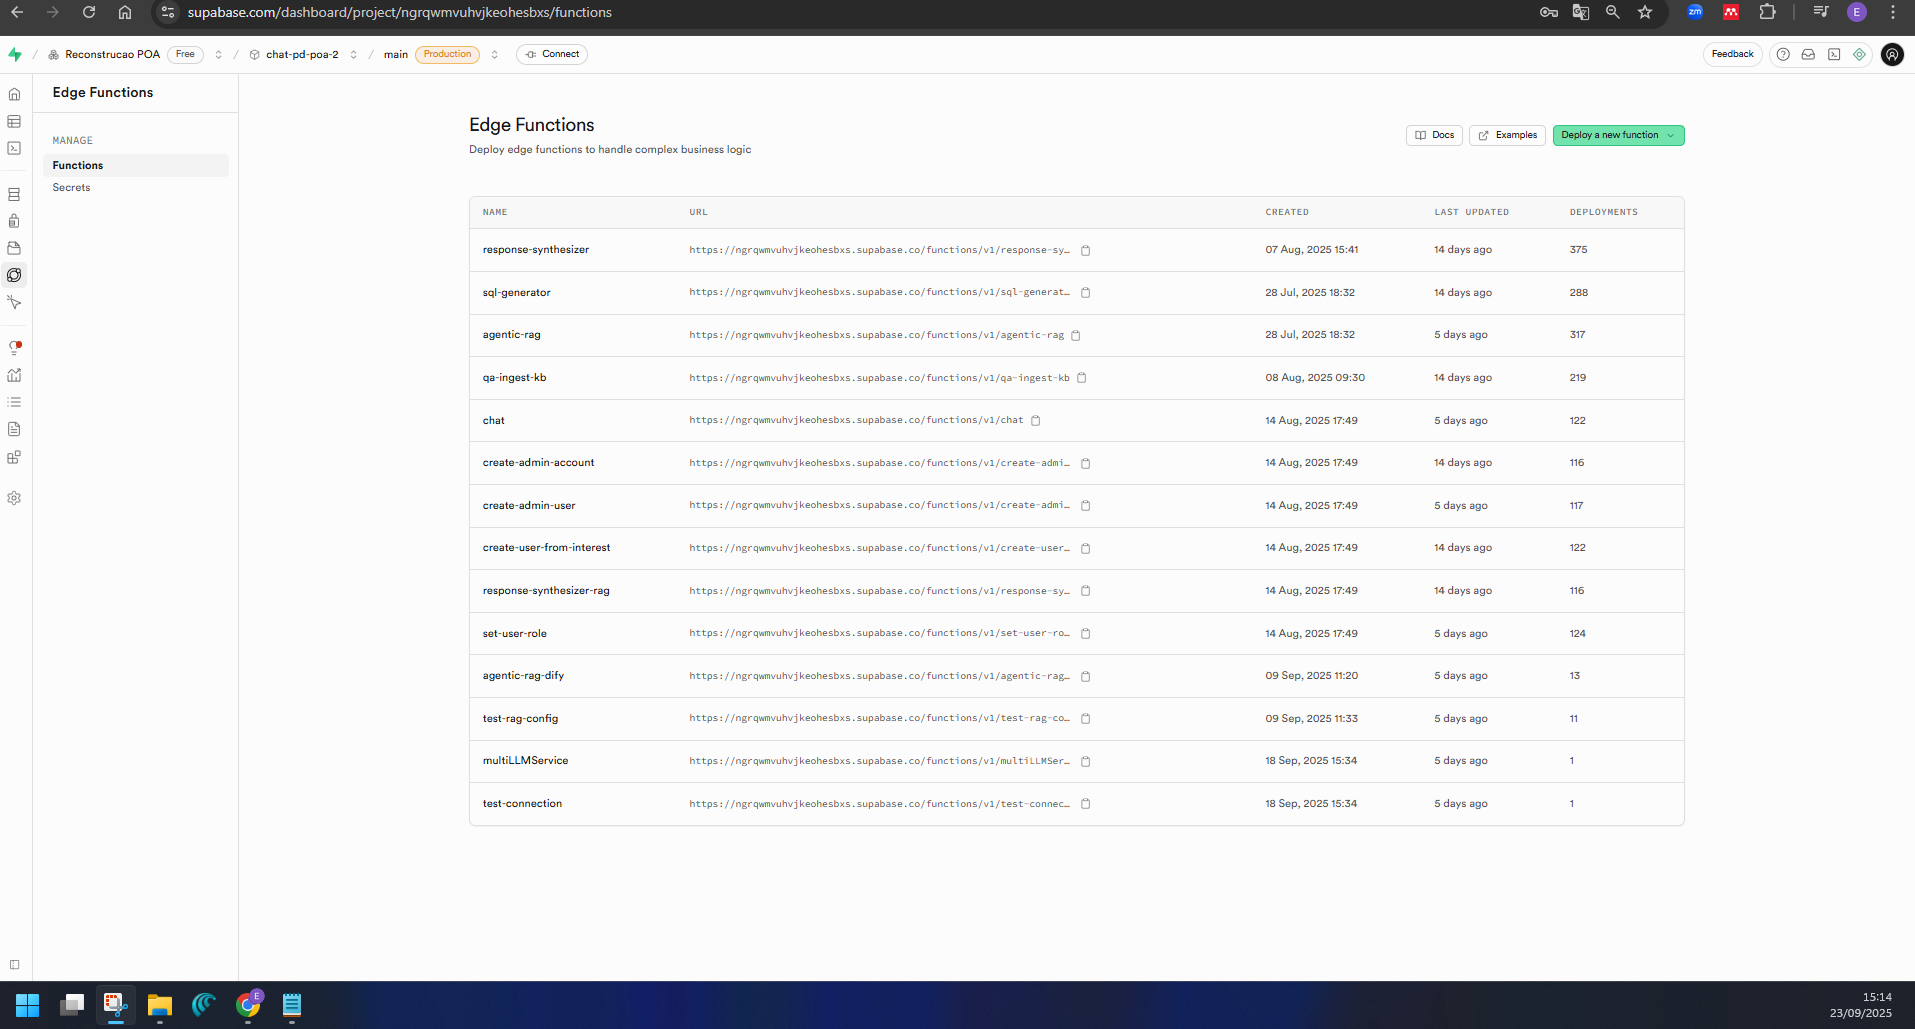 supabase.com/dashboard/project/ngrqwmvuhvjkeohesbxs/functions
zm
E
/ Reconstrucao POA Free / chat-pd-poa-2 / main Production Connect
Feedback
Edge Functions
MANAGE
Functions
Secrets
Edge Functions
Deploy edge functions to handle complex business logic
Docs Examples Deploy a new function
NAME URL CREATED LAST UPDATED DEPLOYMENTS
response-synthesizer https://ngrqwmvuhvjkeohesbxs.supabase.co/functions/v1/response-sy… 07 Aug, 2025 15:41 14 days ago 375
sql-generator https://ngrqwmvuhvjkeohesbxs.supabase.co/functions/v1/sql-generat… 28 Jul, 2025 18:32 14 days ago 288
agentic-rag https://ngrqwmvuhvjkeohesbxs.supabase.co/functions/v1/agentic-rag 28 Jul, 2025 18:32 5 days ago 317
qa-ingest-kb https://ngrqwmvuhvjkeohesbxs.supabase.co/functions/v1/qa-ingest-kb 08 Aug, 2025 09:30 14 days ago 219
chat https://ngrqwmvuhvjkeohesbxs.supabase.co/functions/v1/chat 14 Aug, 2025 17:49 5 days ago 122
create-admin-account https://ngrqwmvuhvjkeohesbxs.supabase.co/functions/v1/create-admi… 14 Aug, 2025 17:49 14 days ago 116
create-admin-user https://ngrqwmvuhvjkeohesbxs.supabase.co/functions/v1/create-admi… 14 Aug, 2025 17:49 5 days ago 117
create-user-from-interest https://ngrqwmvuhvjkeohesbxs.supabase.co/functions/v1/create-user… 14 Aug, 2025 17:49 14 days ago 122
response-synthesizer-rag https://ngrqwmvuhvjkeohesbxs.supabase.co/functions/v1/response-sy… 14 Aug, 2025 17:49 14 days ago 116
set-user-role https://ngrqwmvuhvjkeohesbxs.supabase.co/functions/v1/set-user-ro… 14 Aug, 2025 17:49 5 days ago 124
agentic-rag-dify https://ngrqwmvuhvjkeohesbxs.supabase.co/functions/v1/agentic-rag… 09 Sep, 2025 11:20 5 days ago 13
test-rag-config https://ngrqwmvuhvjkeohesbxs.supabase.co/functions/v1/test-rag-co… 09 Sep, 2025 11:33 5 days ago 11
multiLLMService https://ngrqwmvuhvjkeohesbxs.supabase.co/functions/v1/multiLLMSer… 18 Sep, 2025 15:34 5 days ago 1
test-connection https://ngrqwmvuhvjkeohesbxs.supabase.co/functions/v1/test-connec… 18 Sep, 2025 15:34 5 days ago 1
E
15:14
23/09/2025